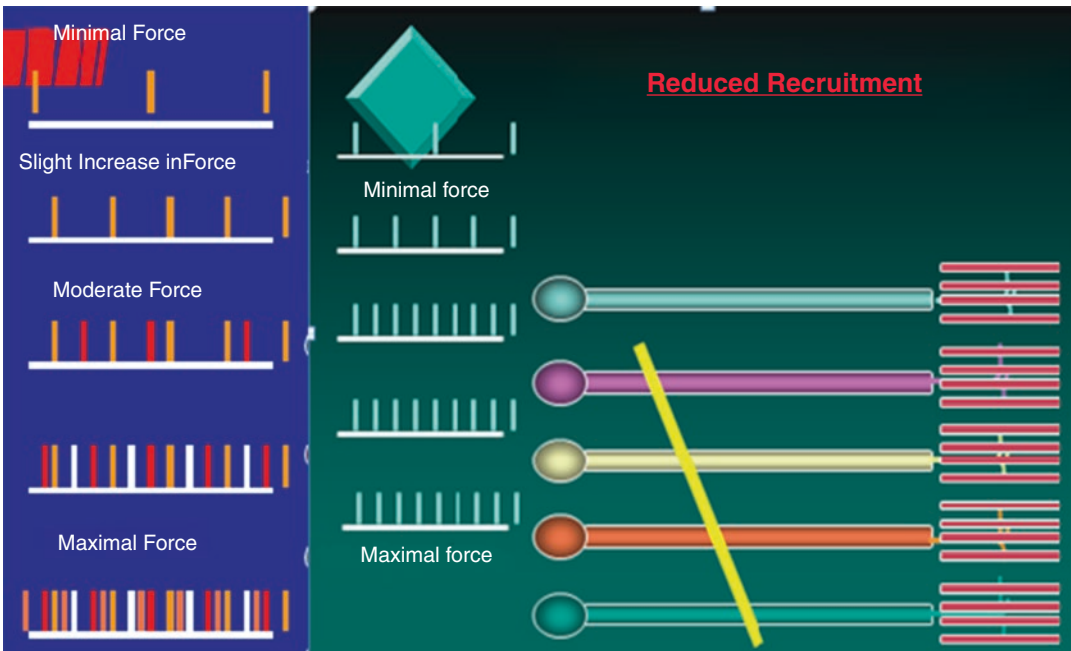 Minimal Force
Slight Increase inForce
Moderate Force
Maximal Force
Reduced Recruitment
Minimal force
Maximal force